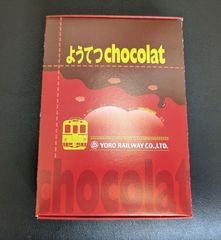 ようてつchocolat
YORO RAILWAY CO.,LTD.
chocolat